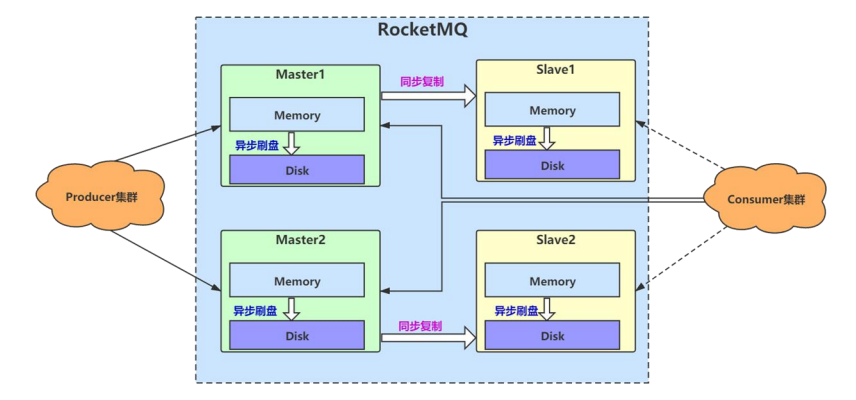 RocketMQ
Master1
同步复制
Slave1
Memory
Memory
异步刷盘
异步刷盘
Disk
Disk
Producer集群
Consumer集群
Master2
Slave2
Memory
Memory
异步刷盘
异步刷盘
同步复制
Disk
Disk